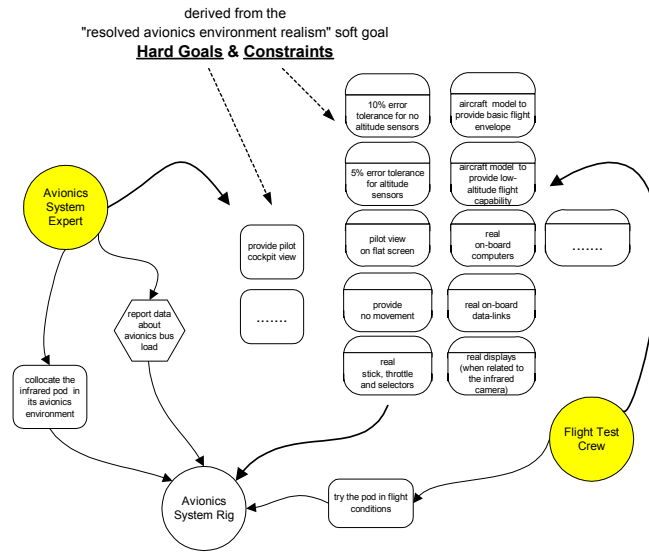 derived from the
"resolved avionics environment realism" soft goal
Hard Goals & Constraints
10% error
tolerance for no
altitude sensors
aircraft model to
provide basic flight
envelope
Avionics
System
Expert
5% error tolerance
for altitude
sensors
aircraft model to
provide low-
altitude flight
capability
provide pilot
cockpit view
pilot view
on flat screen
real
on-board
computers
.......
report data
about
avionics bus
load
.......
provide
no movement
real on-board
data-links
collocate the
infrared pod in
its avionics
environment
real
stick, throttle
and selectors
real displays
(when related to
the infrared
camera)
Flight Test
Crew
Avionics
System Rig
try the pod in flight
conditions